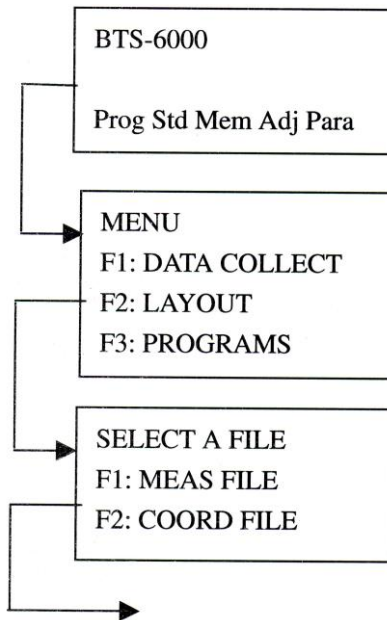 BTS-6000
Prog Std Mem Adj Para
MENU
F1: DATA COLLECT
F2: LAYOUT
F3: PROGRAMS
SELECT A FILE
F1: MEAS FILE
F2: COORD FILE